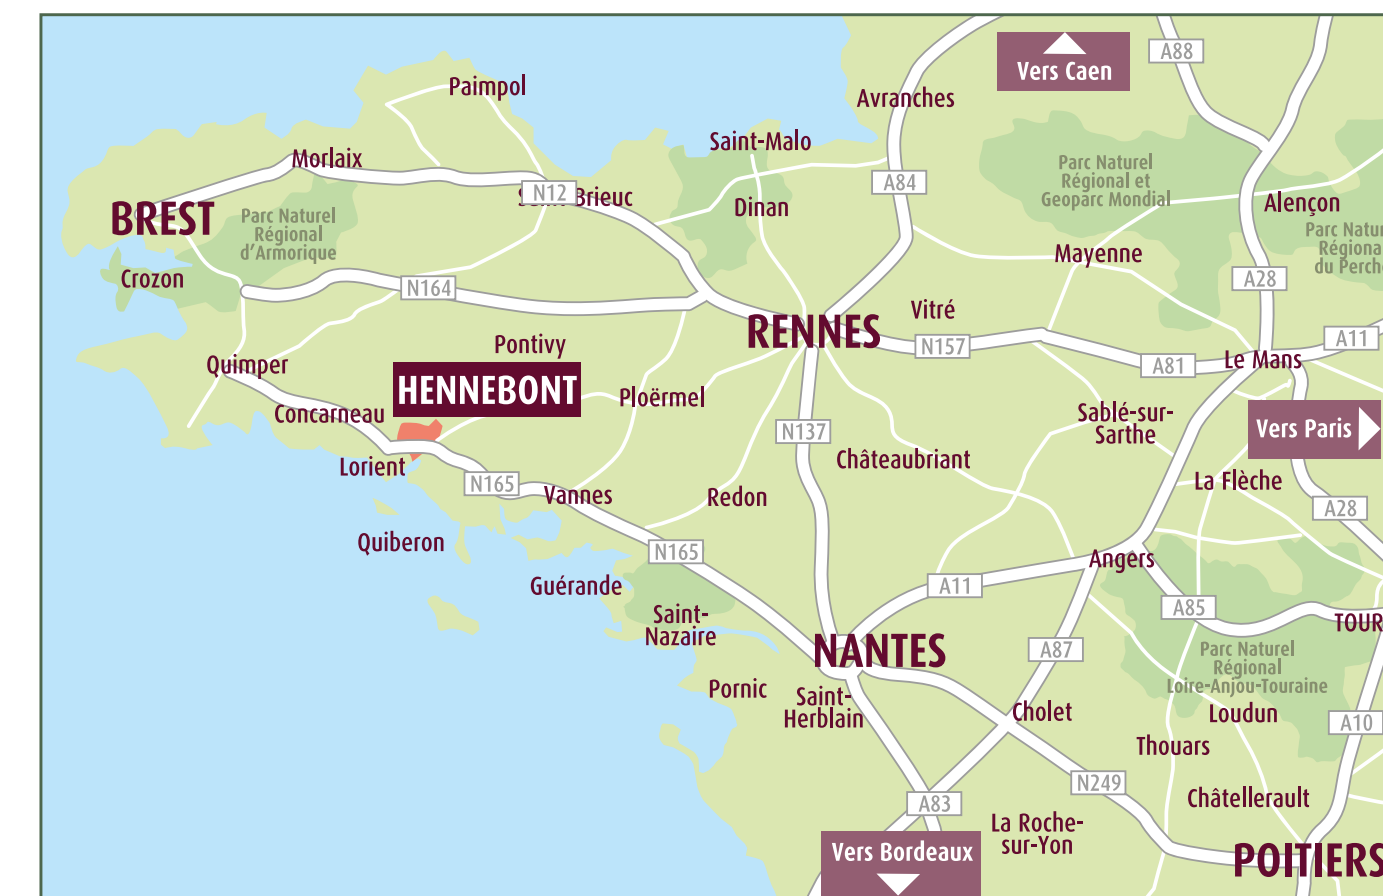 Vers Caen
A88
Paimpol
Avranches
Saint-Malo
Morlaix
Parc Naturel
Régional et
Geoparc Mondial
A84
N12
Brieuc
Dinan
Alençon
BREST
Parc Naturel
Régional
d'Armorique
Parc Natur
Régiona
du Perch
Mayenne
Crozon
A28
N164
Vitré
RENNES
N157
A11
Pontivy
Le Mans
A81
Quimper
HENNEBONT
Ploërmel
Concarneau
Sablé-sur-
Sarthe
Vers Paris
N137
Lorient
Châteaubriant
N165
La Flèche
Vannes
Redon
A28
Quiberon
N165
Angers
Guérande
A11
A85
Saint-
Nazaire
TOUR
NANTES
A87
Parc Naturel
Régional
Loire-Anjou-Touraine
Pornic
Saint-
Herblain
Cholet
Loudun
A10
Thouars
N249
A83
Châtellerault
La Roche-
sur-Yon
Vers Bordeaux
POITIERS